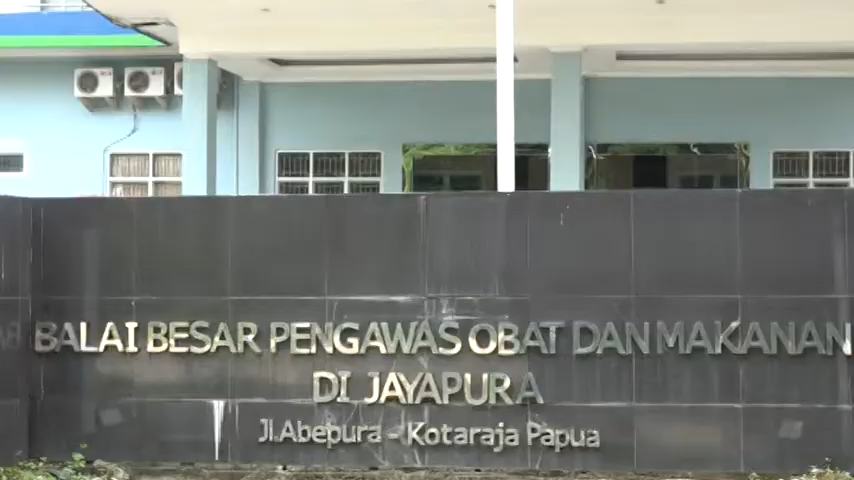 BALAI BESAR PENGAWAS OBAT DAN MAKANAN
DI JAYAPURA
Jl.Abepura - Kotaraja Papua